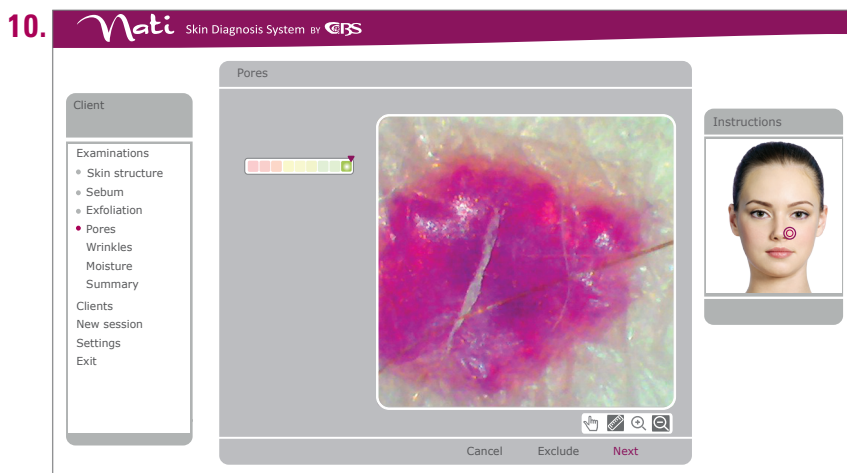 10.
Nati Skin Diagnosis System BY CBS
Pores
Client
Instructions
Examinations
Skin structure
Sebum
Exfoliation
Pores
Wrinkles
Moisture
Summary
Clients
New session
Settings
Exit
Cancel Exclude Next